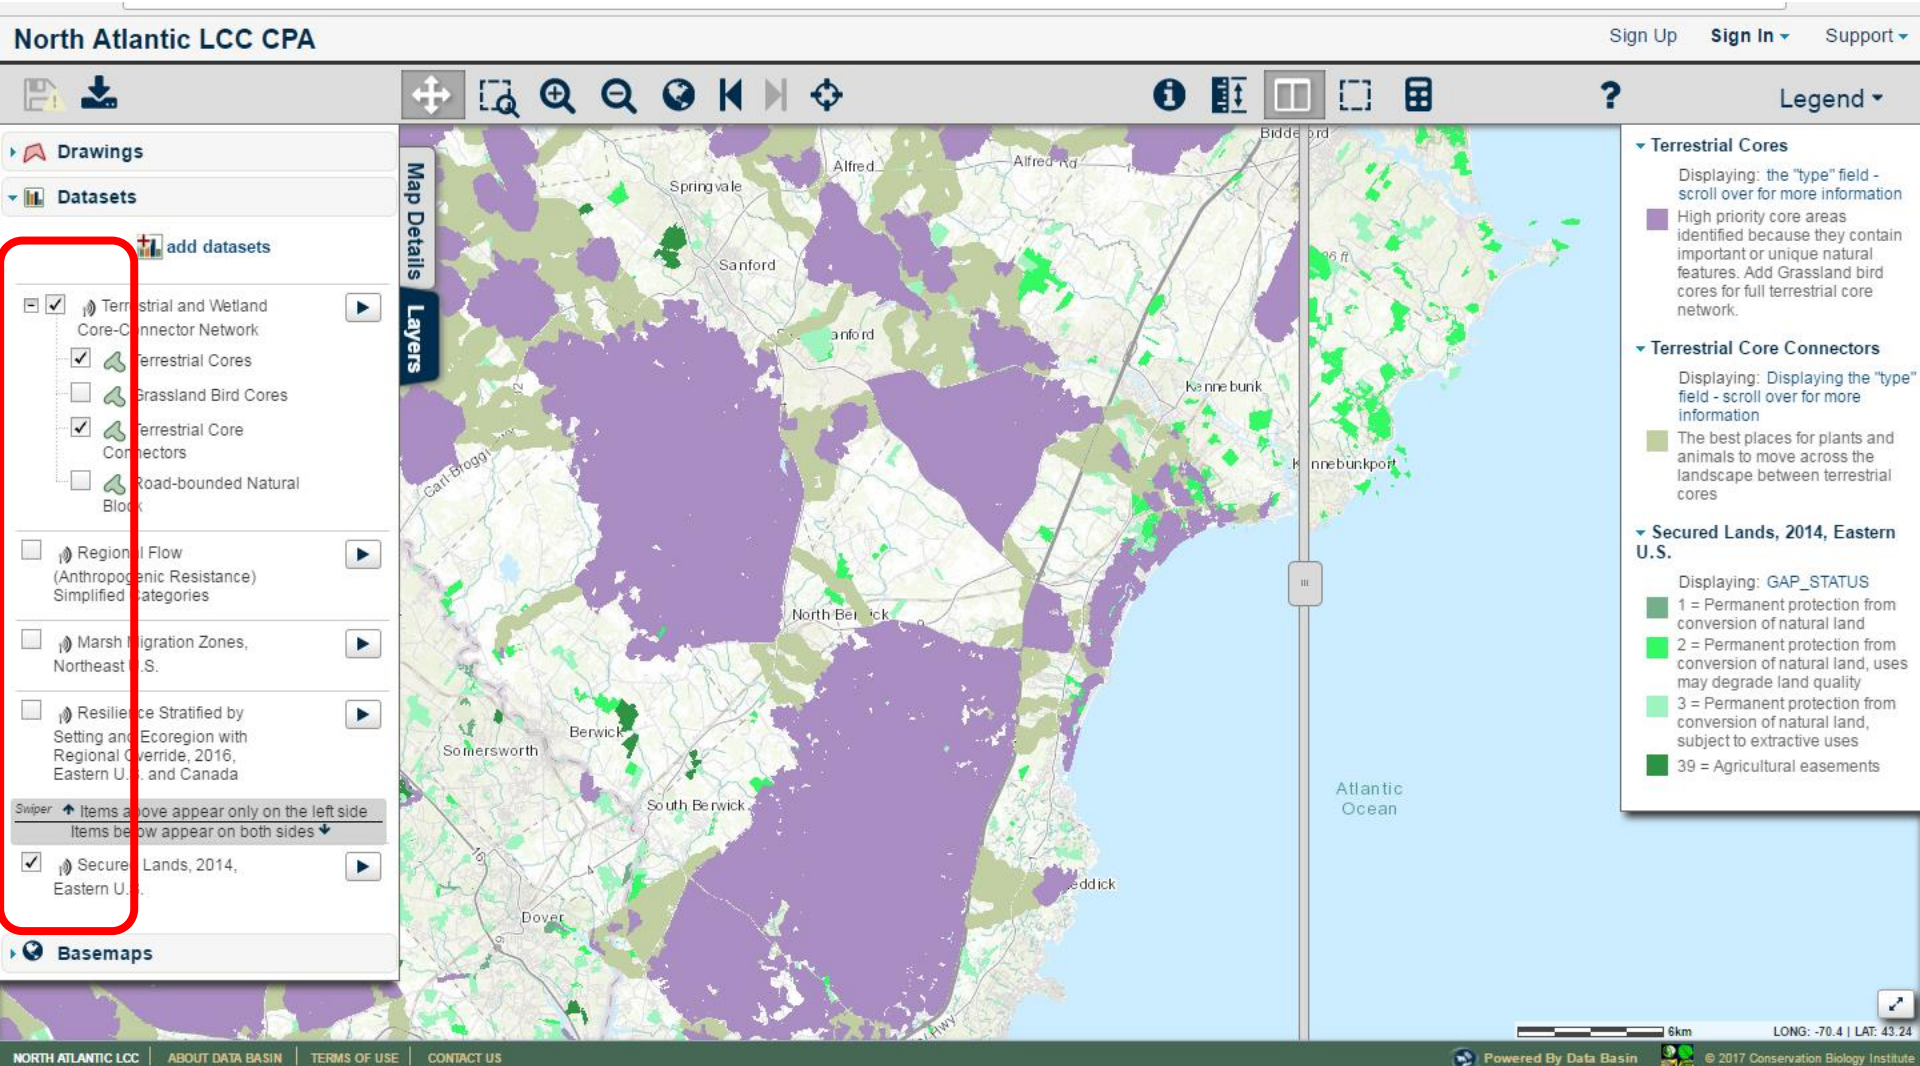 North Atlantic LCC CPA
Sign Up
Sign In
Support
?
Legend
Drawings
Datasets
add datasets
Terrestrial and Wetland
Core-Connector Network
Terrestrial Cores
Grassland Bird Cores
Terrestrial Core
Connectors
Road-bounded Natural
Block
Regional Flow
(Anthropogenic Resistance)
Simplified Categories
Marsh Migration Zones,
Northeast U.S.
Resilience Stratified by
Setting and Ecoregion with
Regional Override, 2016,
Eastern U.S. and Canada
Swiper Items above appear only on the left side
Items below appear on both sides
Secured Lands, 2014,
Eastern U.S.
Basemaps
Map Details
Layers
Biddeford
Alfred
Alfred Rd
Springvale
Sanford
anford
Kennebunk
Kennebunkport
Carl-Broggi
North Berwick
Berwick
Somersworth
South Berwick
Dover
eddick
Hwy
Atlantic
Ocean
Terrestrial Cores
Displaying: the "type" field -
scroll over for more information
High priority core areas
identified because they contain
important or unique natural
features. Add Grassland bird
cores for full terrestrial core
network.
Terrestrial Core Connectors
Displaying: Displaying the "type"
field - scroll over for more
information
The best places for plants and
animals to move across the
landscape between terrestrial
cores
Secured Lands, 2014, Eastern
U.S.
Displaying: GAP_STATUS
1 = Permanent protection from
conversion of natural land
2 = Permanent protection from
conversion of natural land, uses
may degrade land quality
3 = Permanent protection from
conversion of natural land,
subject to extractive uses
39 = Agricultural easements
6km
LONG: -70.4 | LAT: 43.24
NORTH ATLANTIC LCC
ABOUT DATA BASIN
TERMS OF USE
CONTACT US
Powered By Data Basin
© 2017 Conservation Biology Institute